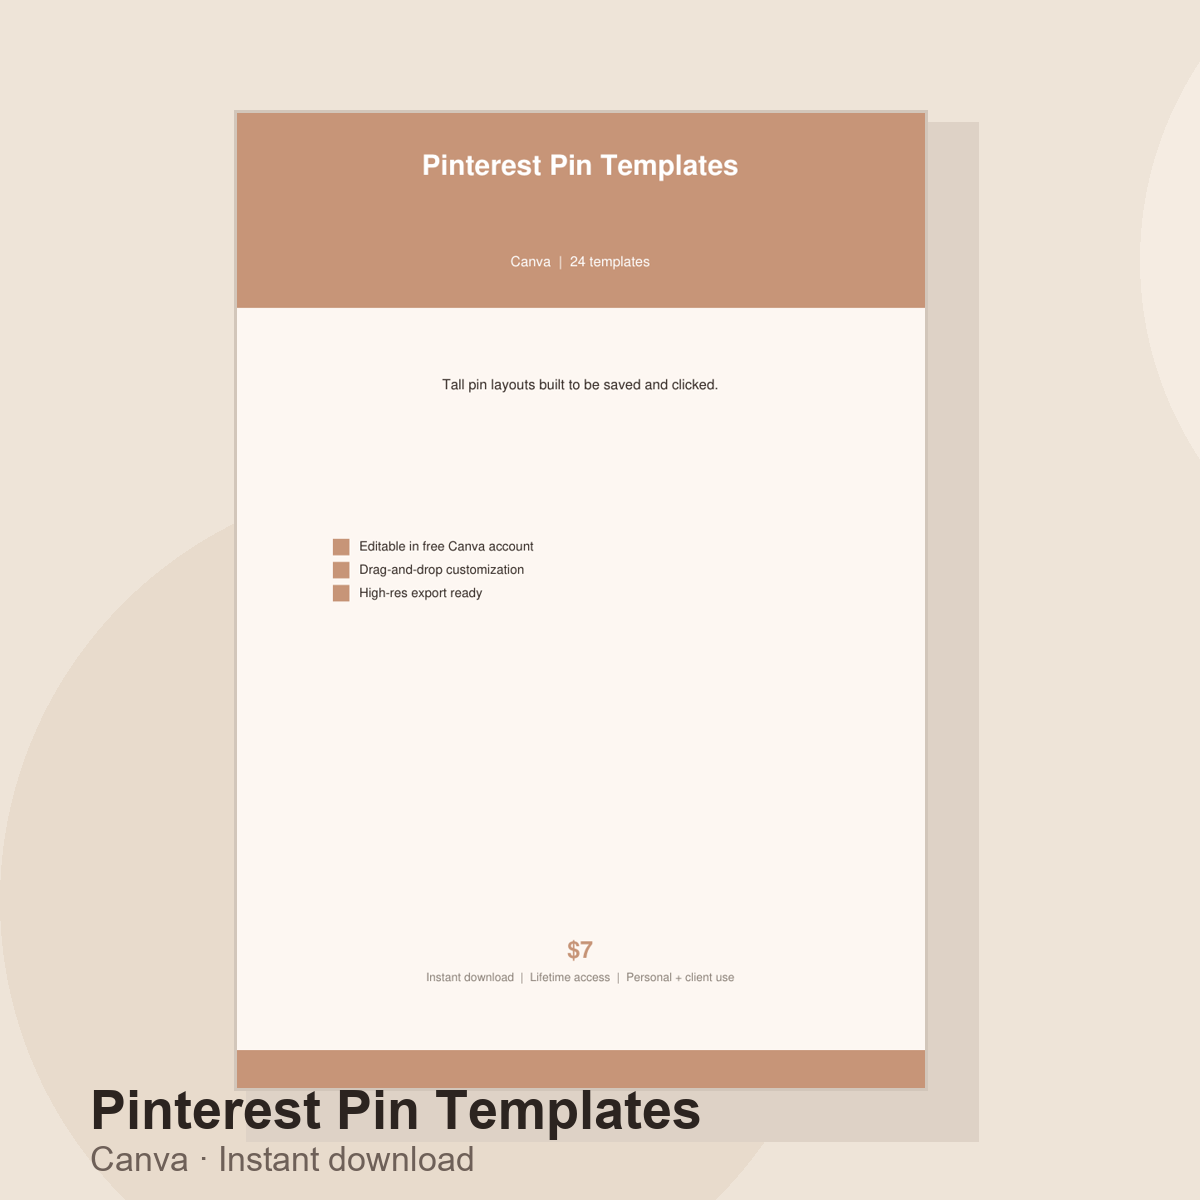 Pinterest Pin Templates
Canva | 24 templates
Tall pin layouts built to be saved and clicked.
Editable in free Canva account
Drag-and-drop customization
High-res export ready
$7
Instant download | Lifetime access | Personal + client use
Pinterest Pin Templates
Canva · Instant download